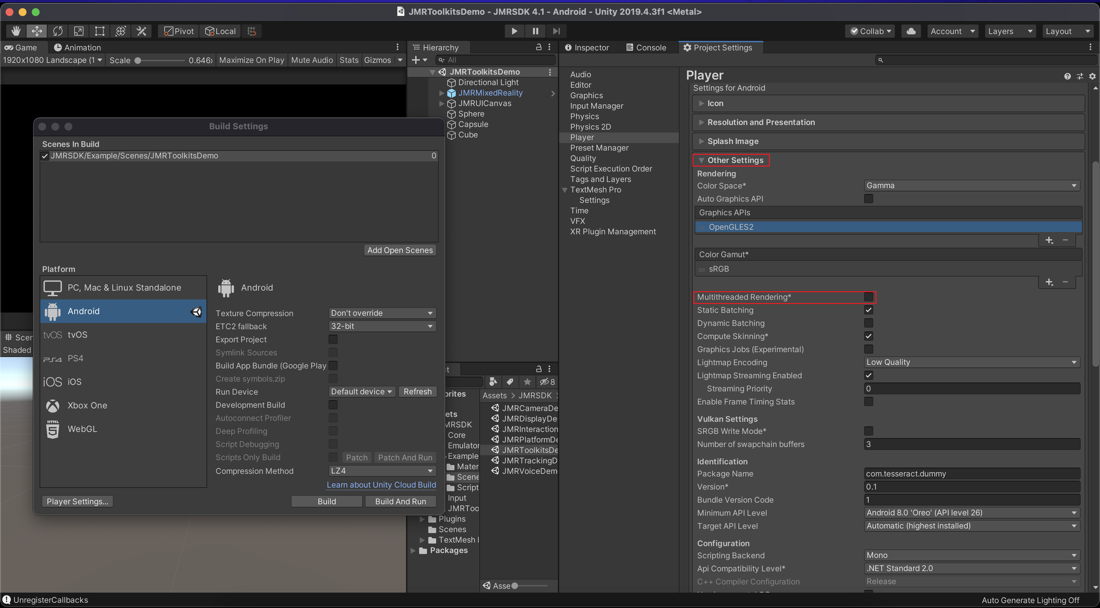 JMRToolkitsDemo - JMRSDK 4.1 - Android - Unity 2019.4.3f1 <Metal>
Pivot
Local
Collab
Account
Layers
Layout
Game
Animation
1920x1080 Landscape (1
Scale
0.646
Maximize On Play
Mute Audio
Stats
Gizmos
Hierarchy
All
JMRToolkitsDemo
Directional Light
JMRMixedReality
JMRUICanvas
Sphere
Capsule
Cube
Build Settings
Scenes In Build
JMRSDK/Example/Scenes/JMRToolkitsDemo
0
Add Open Scenes
Platform
PC, Mac & Linux Standalone
Android
tvOS
tvOS
PS4
PS4
iOS
iOS
Xbox One
HTML
WebGL
Android
Texture Compression
Don't override
ETC2 fallback
32-bit
Export Project
Symlink Sources
Build App Bundle (Google Play
Create symbols.zip
Run Device
Default device
Refresh
Development Build
Autoconnect Profiler
Deep Profiling
Script Debugging
Scripts Only Build
Patch
Patch And Run
Compression Method
LZ4
Learn about Unity Cloud Build
Player Settings...
Build
Build And Run
Scen
Shaded
t
8
orites
ets
MRSDK
Core
Emulator
Example
Mater
Scene
Script
Input
JMRToo
Plugins
Scenes
TextMesh
Packages
Assets
JMRSDK
JMRCameraDe
JMRDisplayDe
JMRInteraction
JMRPlatformDe
JMRToolkitsDe
JMRTrackingD
JMRVoiceDemo
Asse
Inspector
Console
Project Settings
Audio
Editor
Graphics
Input Manager
Physics
Physics 2D
Player
Preset Manager
Quality
Script Execution Order
Tags and Layers
TextMesh Pro
Settings
Time
VFX
XR Plugin Management
Player
Settings for Android
Icon
Resolution and Presentation
Splash Image
Other Settings
Rendering
Color Space*
Gamma
Auto Graphics API
Graphics APIs
OpenGLES2
Color Gamut*
sRGB
Multithreaded Rendering*
Static Batching
Dynamic Batching
Compute Skinning*
Graphics Jobs (Experimental)
Lightmap Encoding
Low Quality
Lightmap Streaming Enabled
Streaming Priority
0
Enable Frame Timing Stats
Vulkan Settings
SRGB Write Mode*
Number of swapchain buffers
3
Identification
Package Name
com.tesseract.dummy
Version*
0.1
Bundle Version Code
1
Minimum API Level
Android 8.0 'Oreo' (API level 26)
Target API Level
Automatic (highest installed)
Configuration
Scripting Backend
Mono
Api Compatibility Level*
.NET Standard 2.0
C++ Compiler Configuration
Release
UnregisterCallbacks
Auto Generate Lighting Off